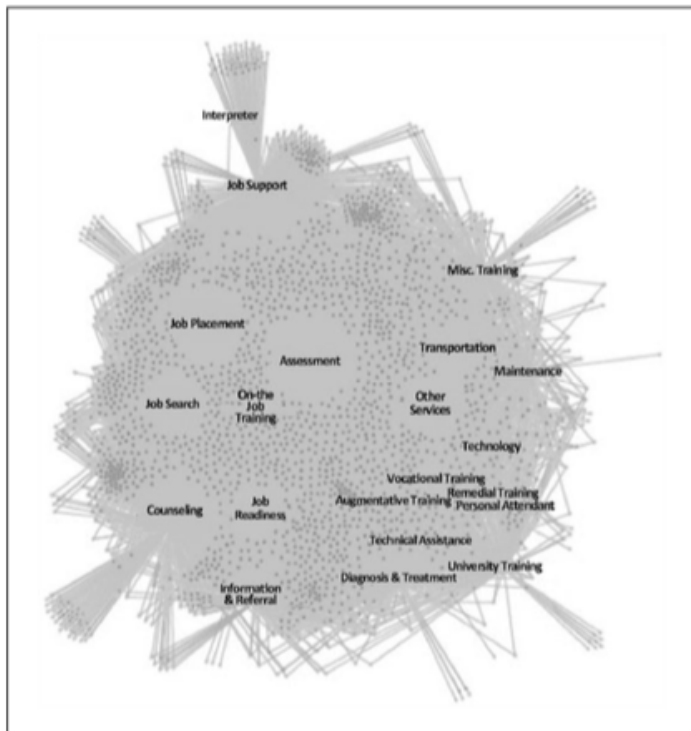 Interpreter
Job Support
Misc. Training
Job Placement
Transportation
Assessment
Maintenance
On-the
Job
Training
Job Search
Other
Services
Technology
Vocational Training
Remedial Training
Augmentative Training
Personal Attendant
Job
Readiness
Counseling
Technical Assistance
University Training
Diagnosis & Treatment
Information
& Referral